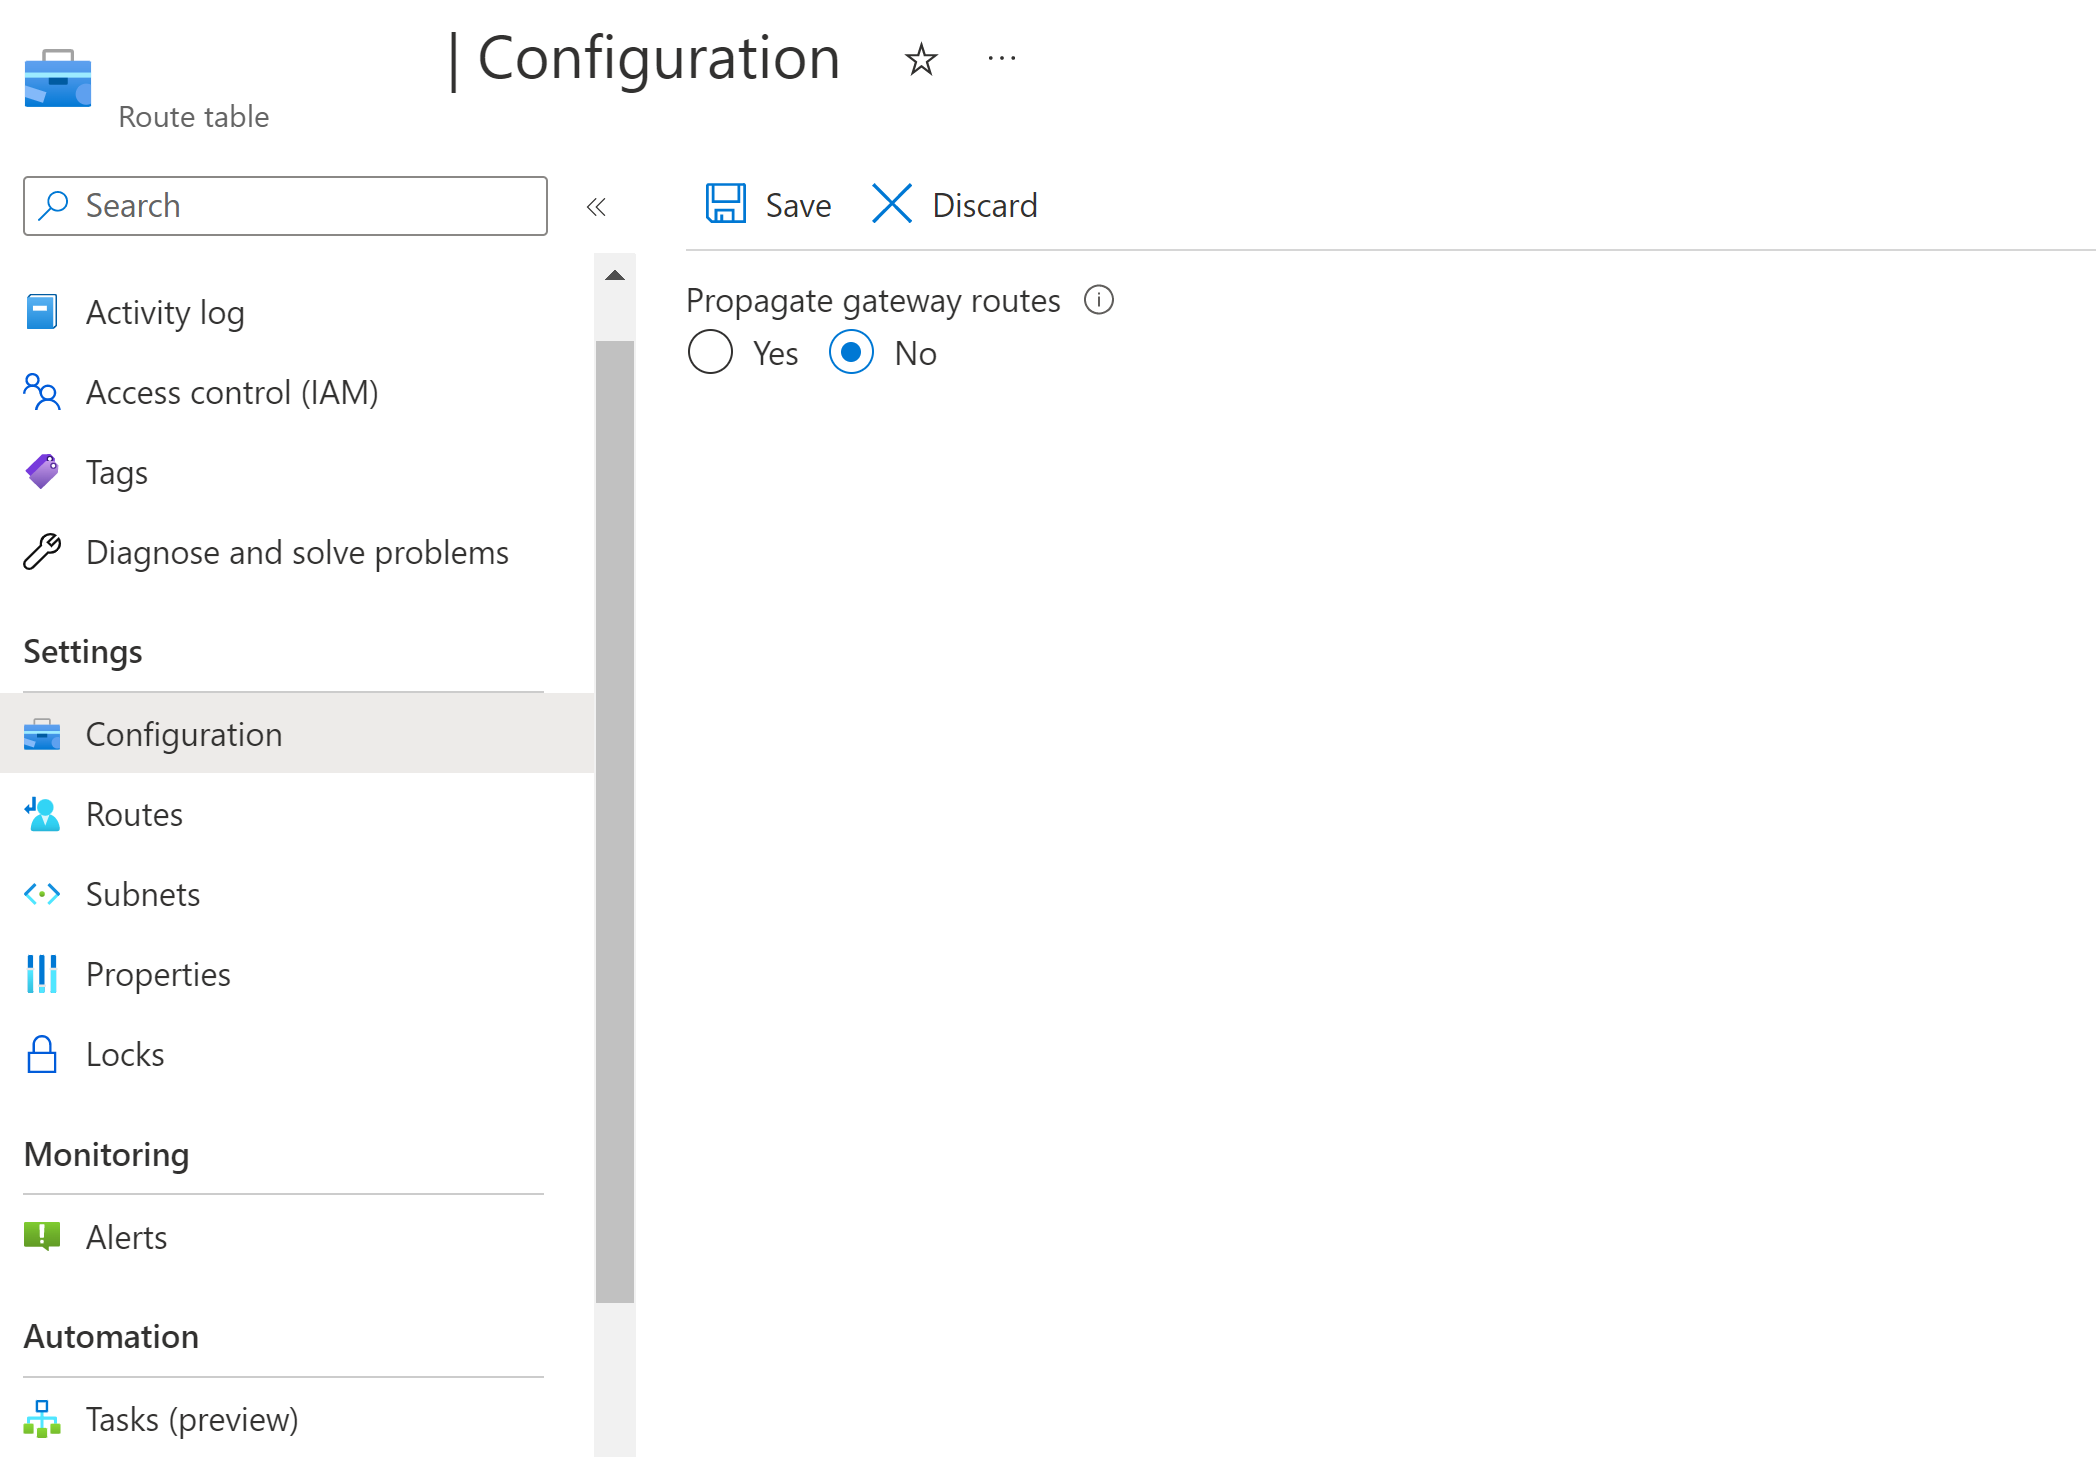 | Configuration
Route table
Search
Save
Discard
Activity log
Access control (IAM)
Tags
Diagnose and solve problems
Settings
Configuration
Routes
Subnets
Properties
Locks
Monitoring
Alerts
Automation
Tasks (preview)
Propagate gateway routes
Yes
No